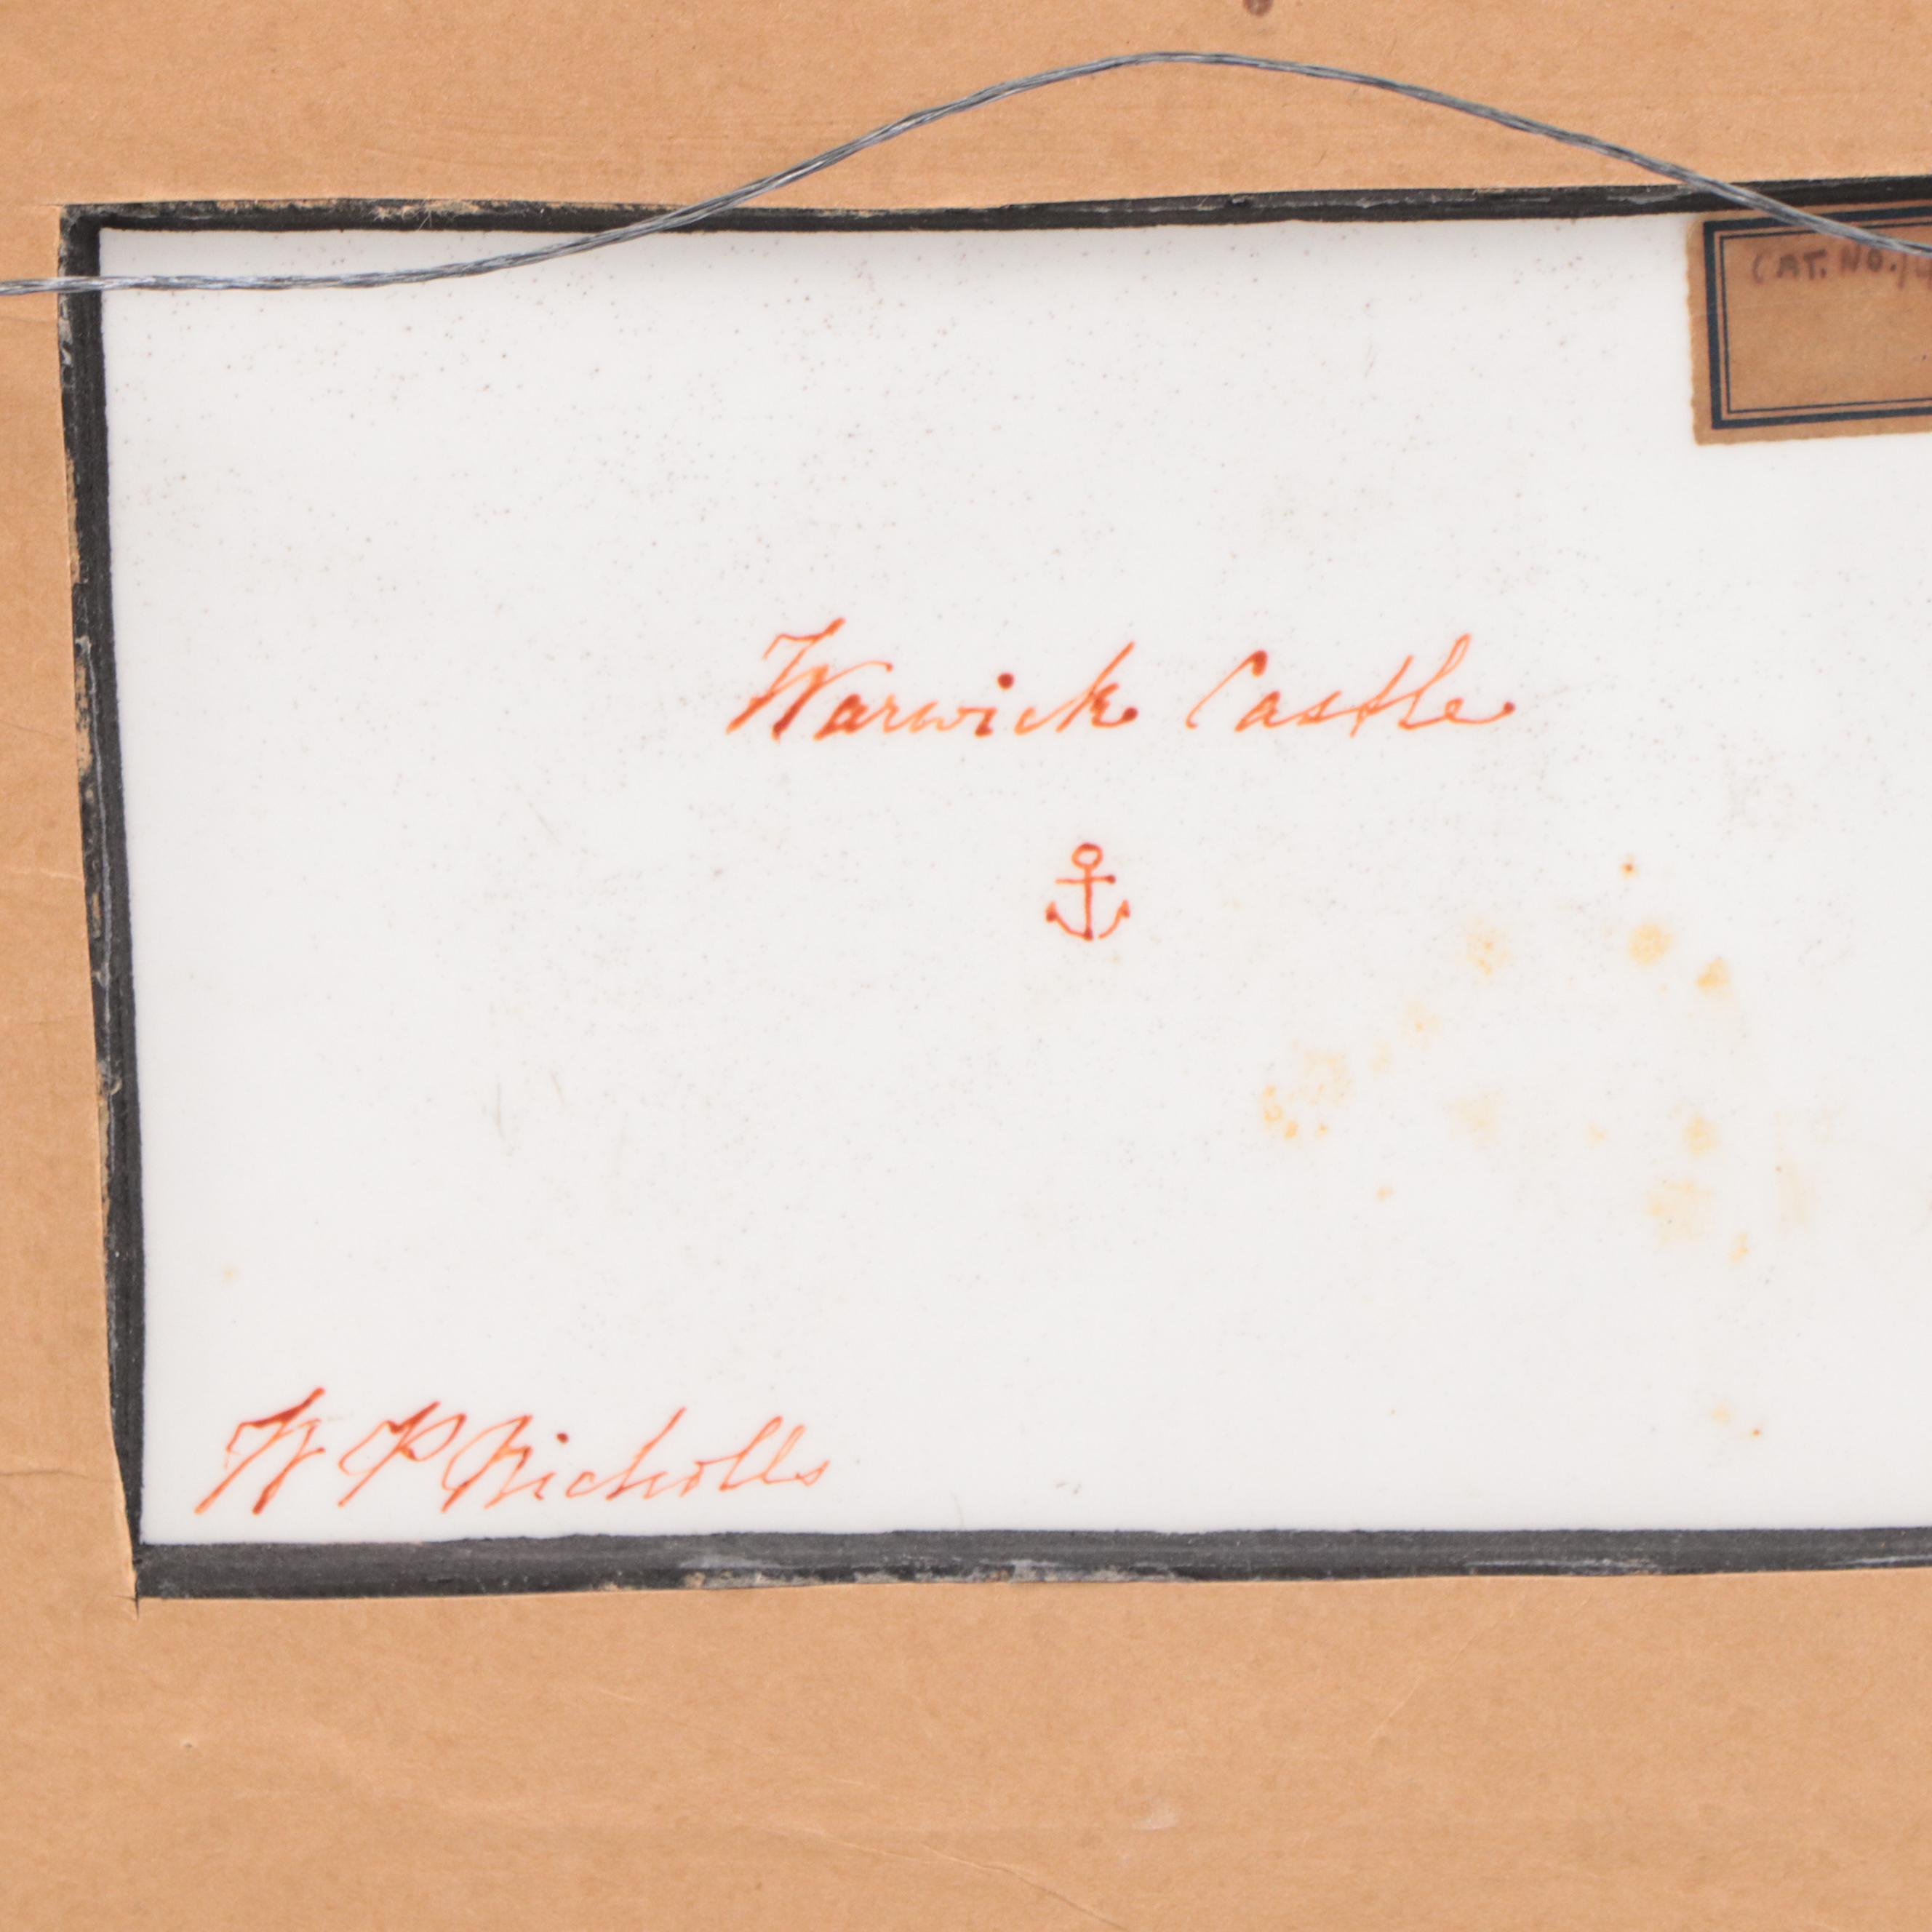 CAT. NO.
Warwick Castle
W P Nicholls